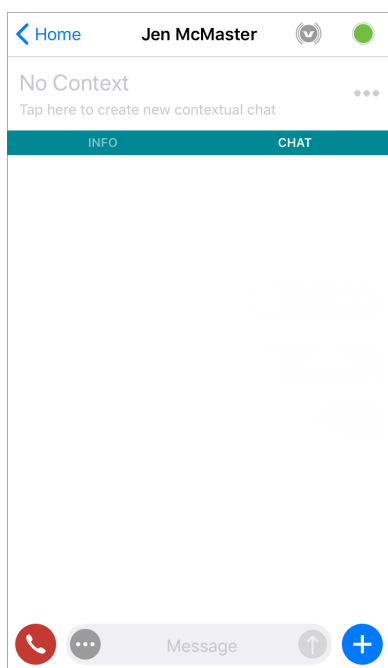 Home
Jen McMaster
No Context
Tap here to create new contextual chat
INFO
CHAT
Message